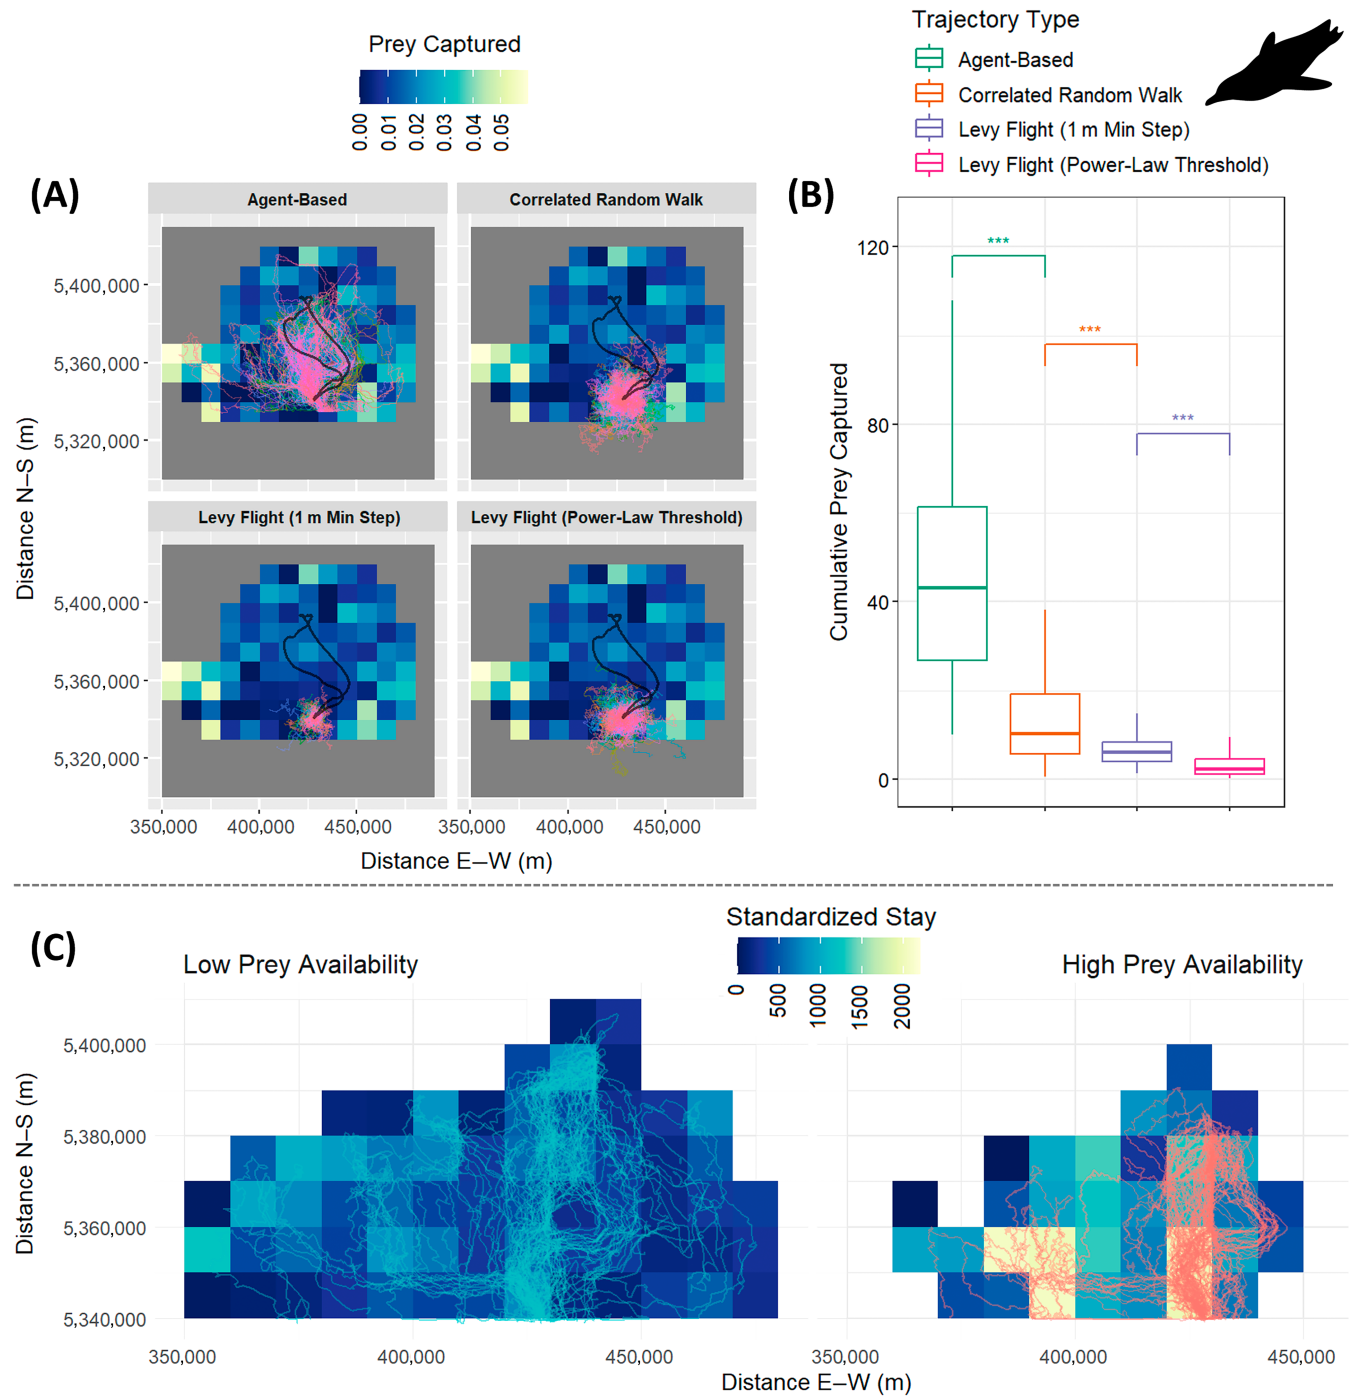 Prey Captured
0.00 0.01 0.02 0.03 0.04 0.05
Trajectory Type
Agent-Based
Correlated Random Walk
Levy Flight (1 m Min Step)
Levy Flight (Power-Law Threshold)
(A)
Agent-Based Correlated Random Walk
5,400,000
5,360,000
5,320,000
Levy Flight (1 m Min Step) Levy Flight (Power-Law Threshold)
5,400,000
5,360,000
5,320,000
350,000 400,000 450,000 350,000 400,000 450,000
Distance E–W (m)
Distance N–S (m)
(B)
120
80
40
0
Cumulative Prey Captured
***
***
***
(C)
Standardized Stay
0 500 1000 1500 2000
Low Prey Availability
High Prey Availability
5,400,000
5,380,000
5,360,000
5,340,000
Distance N–S (m)
350,000 400,000 450,000 350,000 400,000 450,000
Distance E–W (m)